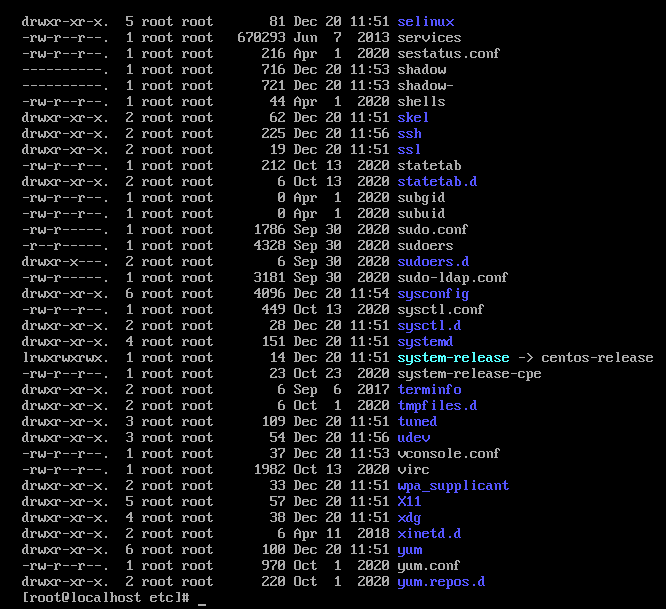 drwxr-xr-x.  5 root root     81 Dec 20 11:51 selinux
-rw-r--r--.  1 root root 670293 Jun  7  2013 services
-rw-r--r--.  1 root root    216 Apr  1  2020 sestatus.conf
----------.  1 root root    716 Dec 20 11:53 shadow
----------.  1 root root    721 Dec 20 11:53 shadow-
-rw-r--r--.  1 root root     44 Apr  1  2020 shells
drwxr-xr-x.  2 root root     62 Dec 20 11:51 skel
drwxr-xr-x.  2 root root    225 Dec 20 11:56 ssh
drwxr-xr-x.  2 root root     19 Dec 20 11:51 ssl
-rw-r--r--.  1 root root    212 Oct 13  2020 statetab
drwxr-xr-x.  2 root root      6 Oct 13  2020 statetab.d
-rw-r--r--.  1 root root      0 Apr  1  2020 subgid
-rw-r--r--.  1 root root      0 Apr  1  2020 subuid
-rw-r-----.  1 root root   1786 Sep 30  2020 sudo.conf
-r--r-----.  1 root root   4328 Sep 30  2020 sudoers
drwxr-x---.  2 root root      6 Sep 30  2020 sudoers.d
-rw-r-----.  1 root root   3181 Sep 30  2020 sudo-ldap.conf
drwxr-xr-x.  6 root root   4096 Dec 20 11:54 sysconfig
-rw-r--r--.  1 root root    449 Oct 13  2020 sysctl.conf
drwxr-xr-x.  2 root root     28 Dec 20 11:51 sysctl.d
drwxr-xr-x.  4 root root    151 Dec 20 11:51 systemd
lrwxrwxrwx.  1 root root     14 Dec 20 11:51 system-release -> centos-release
-rw-r--r--.  1 root root     23 Oct 23  2020 system-release-cpe
drwxr-xr-x.  2 root root      6 Sep  6  2017 terminfo
drwxr-xr-x.  2 root root      6 Oct  1  2020 tmpfiles.d
drwxr-xr-x.  3 root root    109 Dec 20 11:51 tuned
drwxr-xr-x.  3 root root     54 Dec 20 11:56 udev
-rw-r--r--.  1 root root     37 Dec 20 11:53 vconsole.conf
-rw-r--r--.  1 root root   1982 Oct 13  2020 virc
drwxr-xr-x.  2 root root     33 Dec 20 11:51 wpa_supplicant
drwxr-xr-x.  5 root root     57 Dec 20 11:51 X11
drwxr-xr-x.  4 root root     38 Dec 20 11:51 xdg
drwxr-xr-x.  2 root root      6 Apr 11  2018 xinetd.d
drwxr-xr-x.  6 root root    100 Dec 20 11:51 yum
-rw-r--r--.  1 root root    970 Oct  1  2020 yum.conf
drwxr-xr-x.  2 root root    220 Oct  1  2020 yum.repos.d
[root@localhost etc]# _